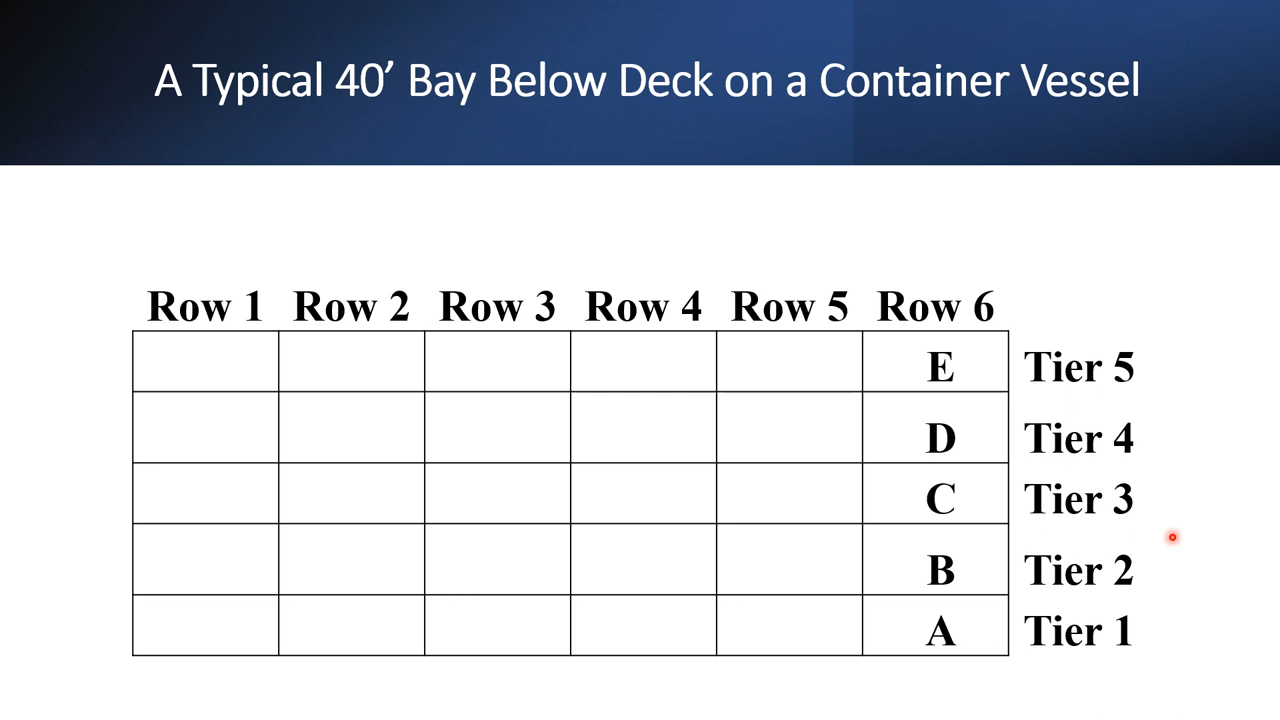 A Typical 40’ Bay Below Deck on a Container Vessel
Row 1 Row 2 Row 3 Row 4 Row 5 Row 6
E Tier 5
D Tier 4
C Tier 3
B Tier 2
A Tier 1